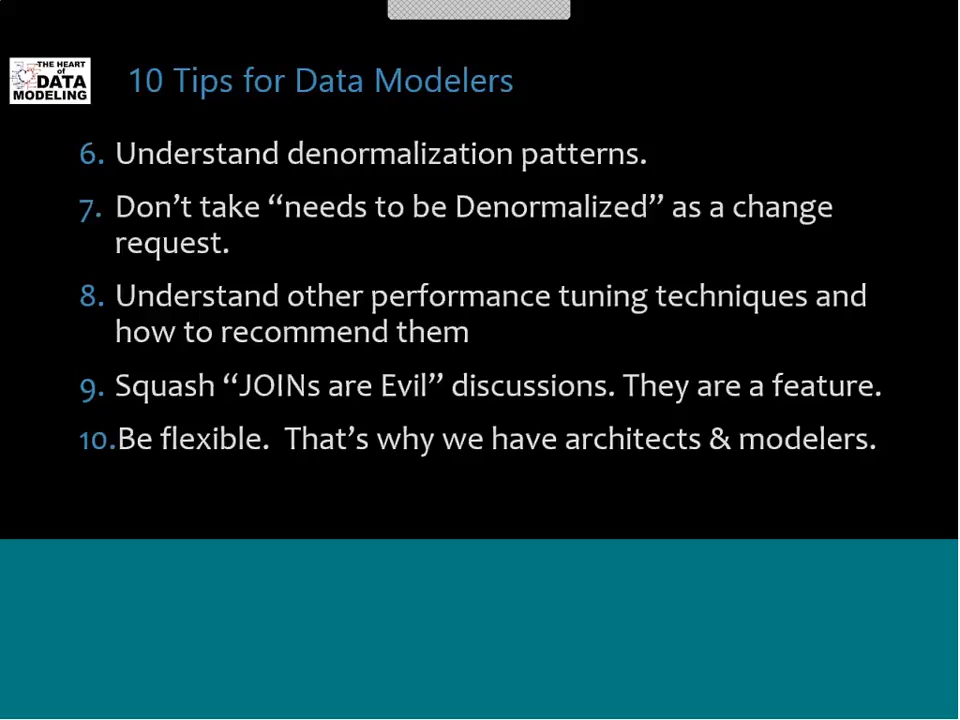 THE HEART
of
DATA
MODELING
10 Tips for Data Modelers
6. Understand denormalization patterns.
7. Don’t take “needs to be Denormalized” as a change
request.
8. Understand other performance tuning techniques and
how to recommend them
9. Squash “JOINs are Evil” discussions. They are a feature.
10.Be flexible.  That’s why we have architects & modelers.